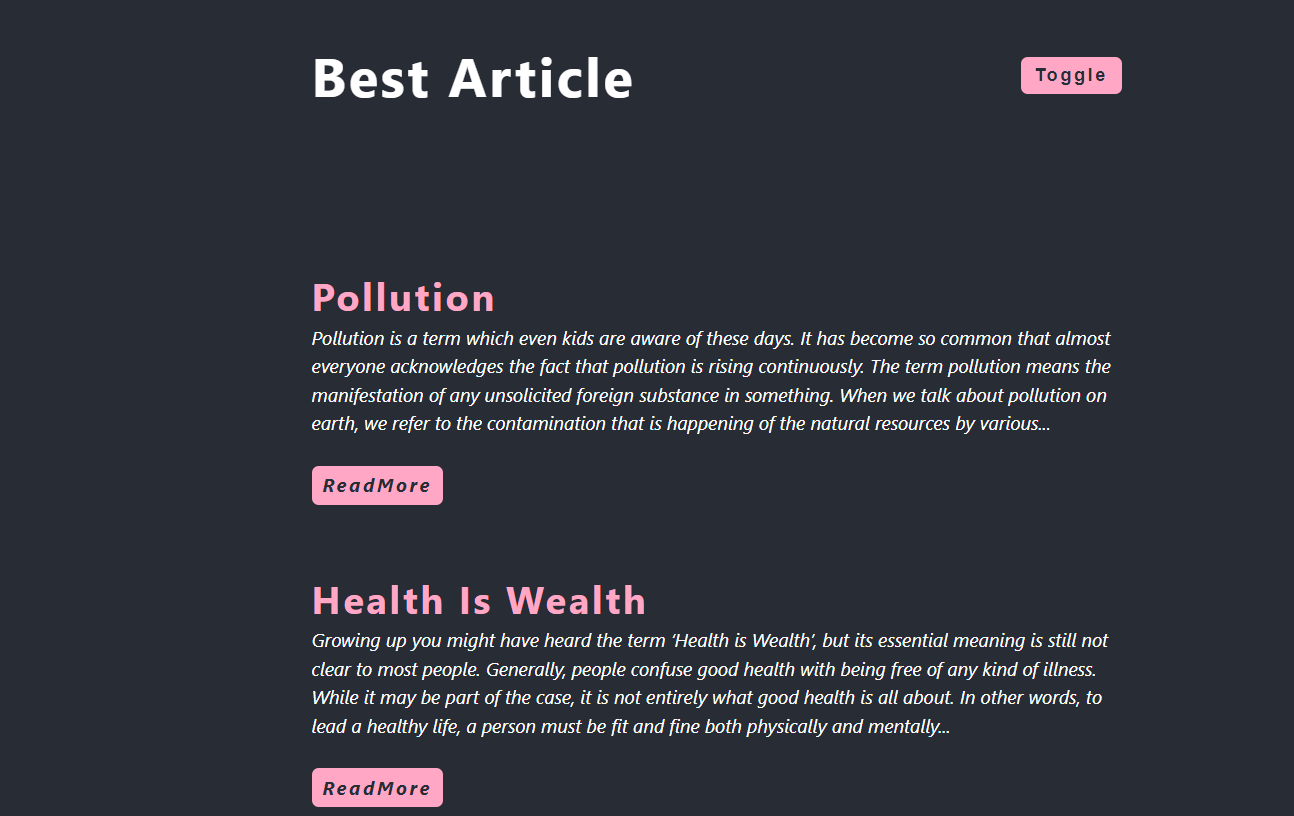 Best Article
Toggle
Pollution
Pollution is a term which even kids are aware of these days. It has become so common that almost
everyone acknowledges the fact that pollution is rising continuously. The term pollution means the
manifestation of any unsolicited foreign substance in something. When we talk about pollution on
earth, we refer to the contamination that is happening of the natural resources by various...
ReadMore
Health Is Wealth
Growing up you might have heard the term ‘Health is Wealth’, but its essential meaning is still not
clear to most people. Generally, people confuse good health with being free of any kind of illness.
While it may be part of the case, it is not entirely what good health is all about. In other words, to
lead a healthy life, a person must be fit and fine both physically and mentally...
ReadMore